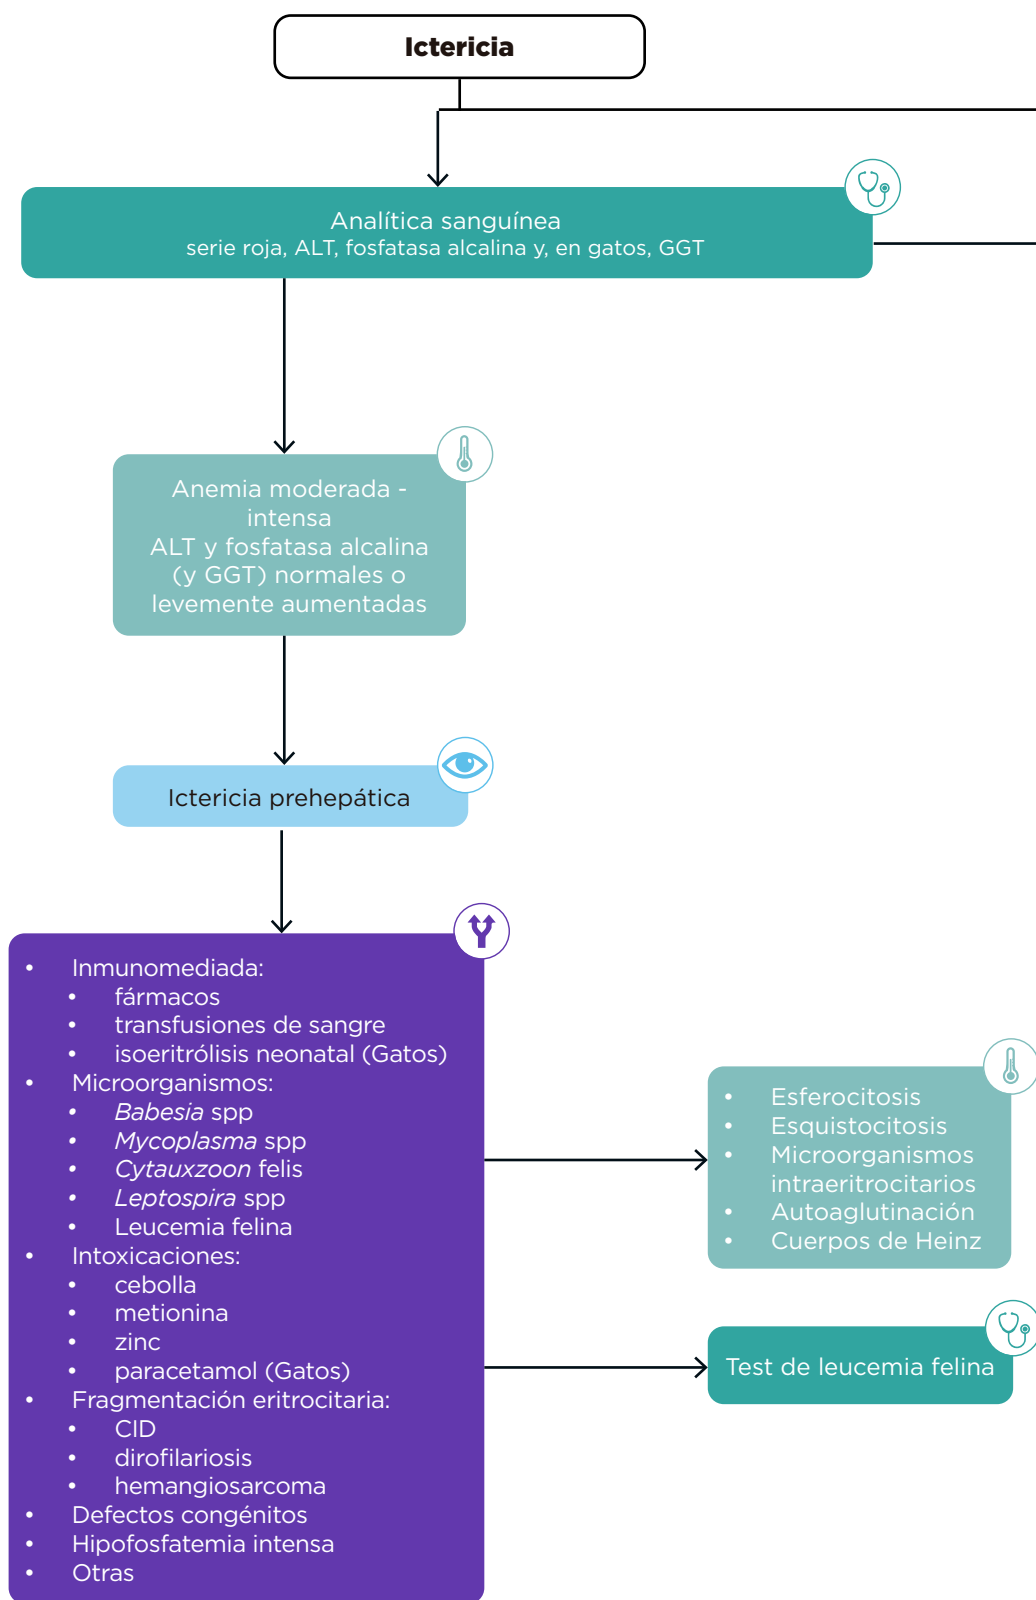 Ictericia
Analítica sanguínea
serie roja, ALT, fosfatasa alcalina y, en gatos, GGT
Anemia moderada -
intensa
ALT y fosfatasa alcalina
(y GGT) normales o
levemente aumentadas
Ictericia prehepática
• Inmunomediada:
• fármacos
• transfusiones de sangre
• isoeritrólisis neonatal (Gatos)
• Microorganismos:
• Babesia spp
• Mycoplasma spp
• Cytauxzoon felis
• Leptospira spp
• Leucemia felina
• Intoxicaciones:
• cebolla
• metionina
• zinc
• paracetamol (Gatos)
• Fragmentación eritrocitaria:
• CID
• dirofilariosis
• hemangiosarcoma
• Defectos congénitos
• Hipofosfatemia intensa
• Otras
• Esferocitosis
• Esquistocitosis
• Microorganismos
intraeritrocitarios
• Autoaglutinación
• Cuerpos de Heinz
Test de leucemia felina